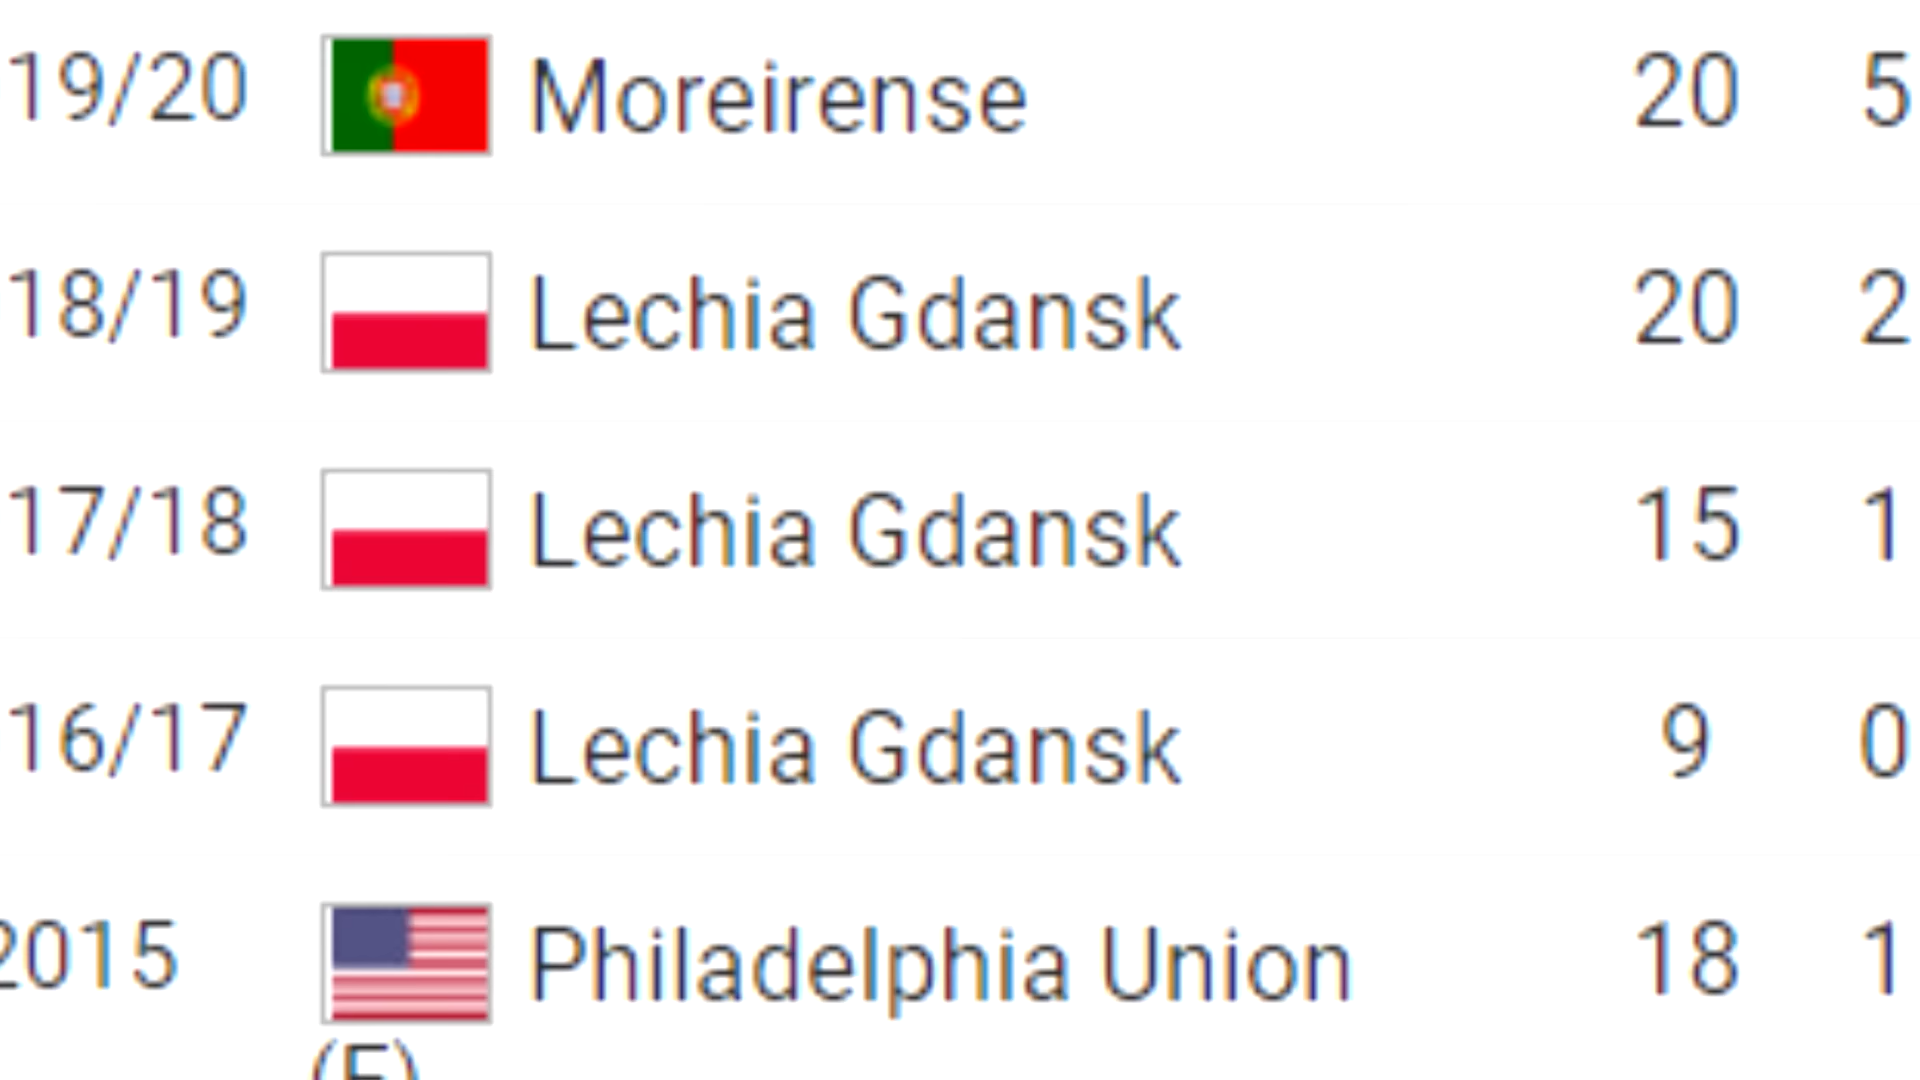 19/20 Moreirense 20 5
18/19 Lechia Gdansk 20 2
17/18 Lechia Gdansk 15 1
16/17 Lechia Gdansk 9 0
2015 Philadelphia Union 18 1